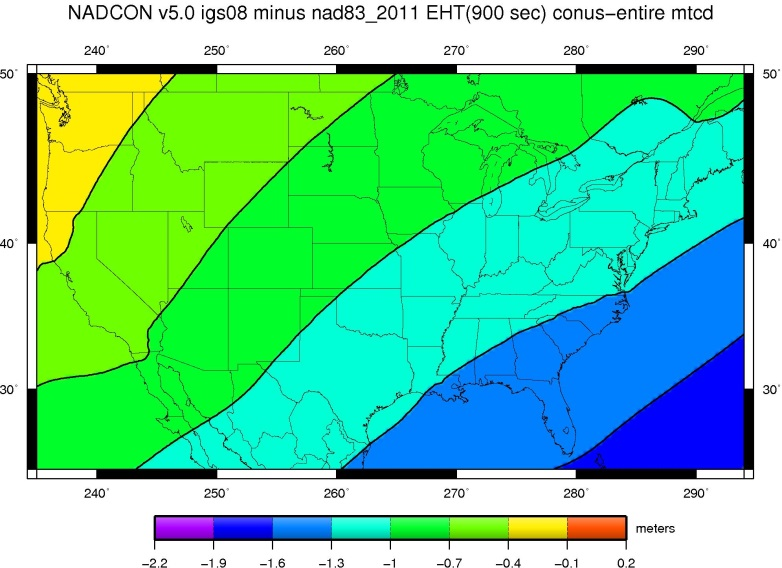 NADCON v5.0 igs08 minus nad83_2011 EHT(900 sec) conus−entire mtcd
240° 250° 260° 270° 280° 290°
50° 50°
40° 40°
30° 30°
240° 250° 260° 270° 280° 290°
meters
−2.2 −1.9 −1.6 −1.3 −1 −0.7 −0.4 −0.1 0.2